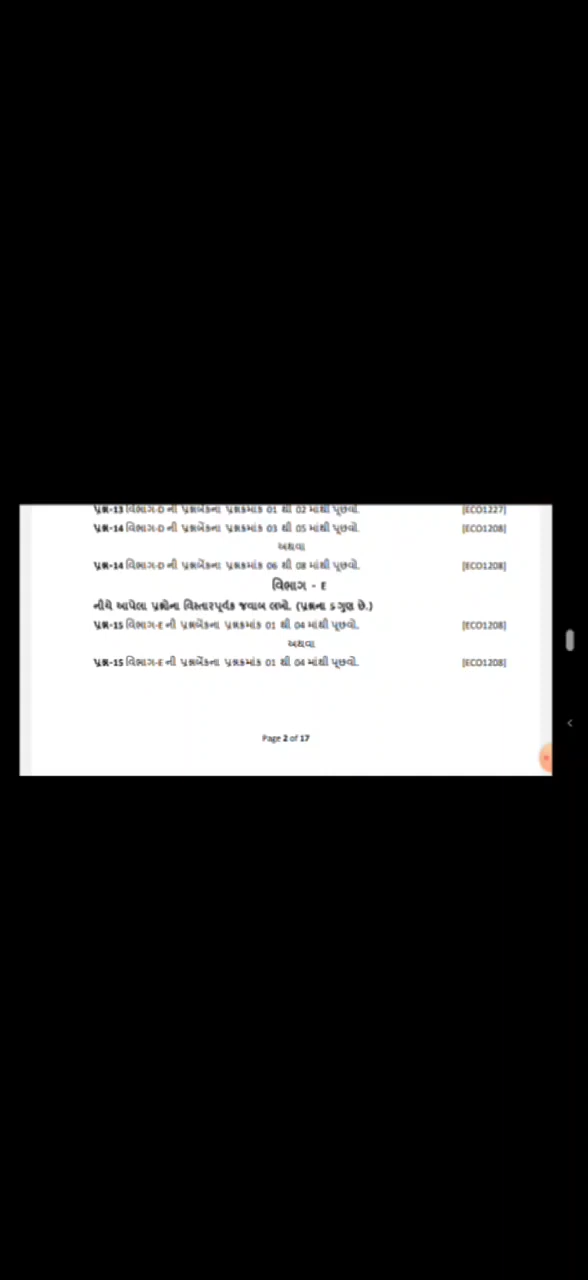 પ્રશ્ન-13 વિભાગ-D ની પ્રશ્નબેંકના પ્રશ્નક્રમાંક 01 થી 02 માંથી પૂછવો. [ECO1227]
પ્રશ્ન-14 વિભાગ-D ની પ્રશ્નબેંકના પ્રશ્નક્રમાંક 03 થી 05 માંથી પૂછવો. [ECO1208]
અથવા
પ્રશ્ન-14 વિભાગ-D ની પ્રશ્નબેંકના પ્રશ્નક્રમાંક 06 થી 08 માંથી પૂછવો. [ECO1208]
વિભાગ - E
નીચે આપેલા પ્રશ્નોના વિસ્તારપૂર્વક જવાબ લખો. (પ્રશ્નના 5 ગુણ છે.)
પ્રશ્ન-15 વિભાગ-E ની પ્રશ્નબેંકના પ્રશ્નક્રમાંક 01 થી 04 માંથી પૂછવો. [ECO1208]
અથવા
પ્રશ્ન-15 વિભાગ-E ની પ્રશ્નબેંકના પ્રશ્નક્રમાંક 01 થી 04 માંથી પૂછવો. [ECO1208]
Page 2 of 17